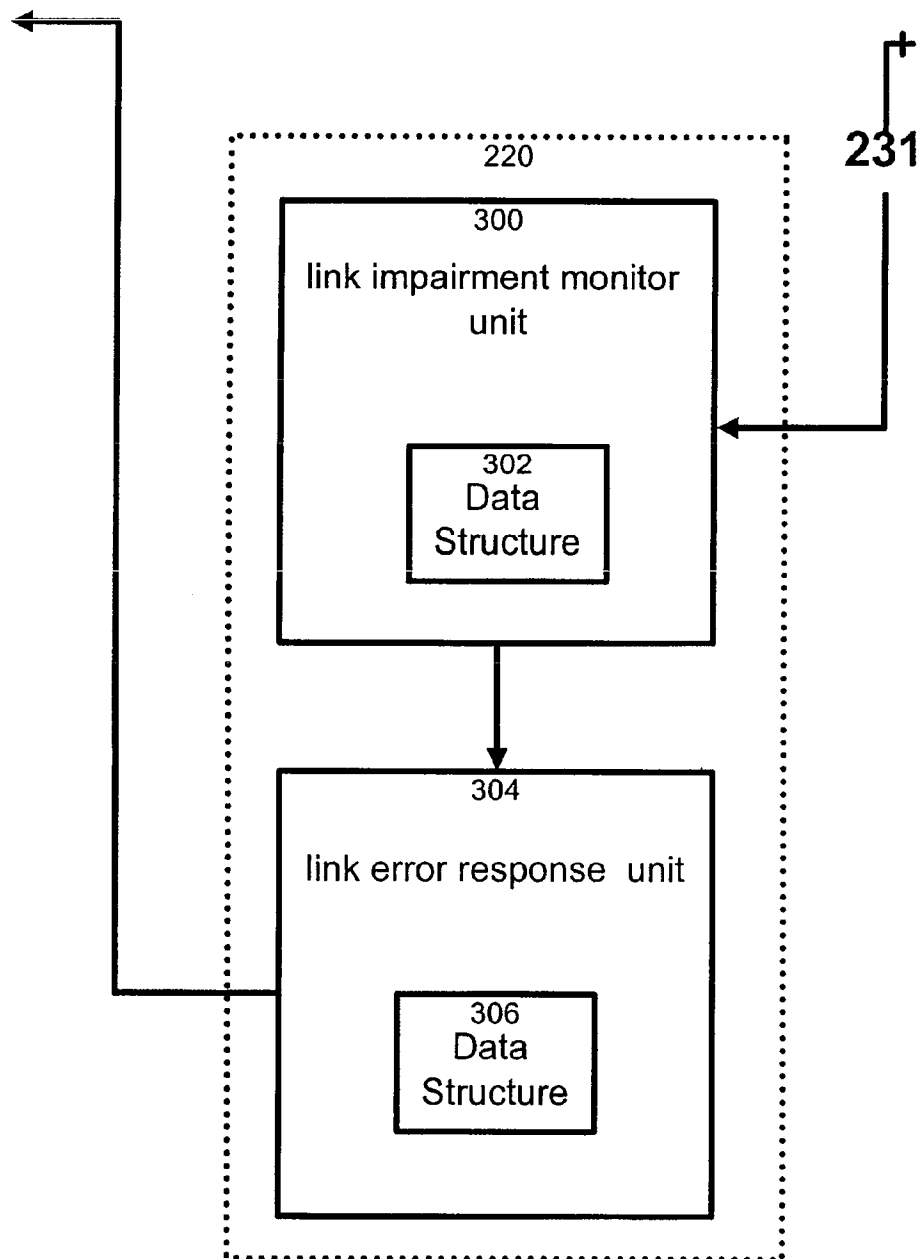 231
220
300
link impairment monitor
unit
302
Data
Structure
304
link error response unit
306
Data
Structure